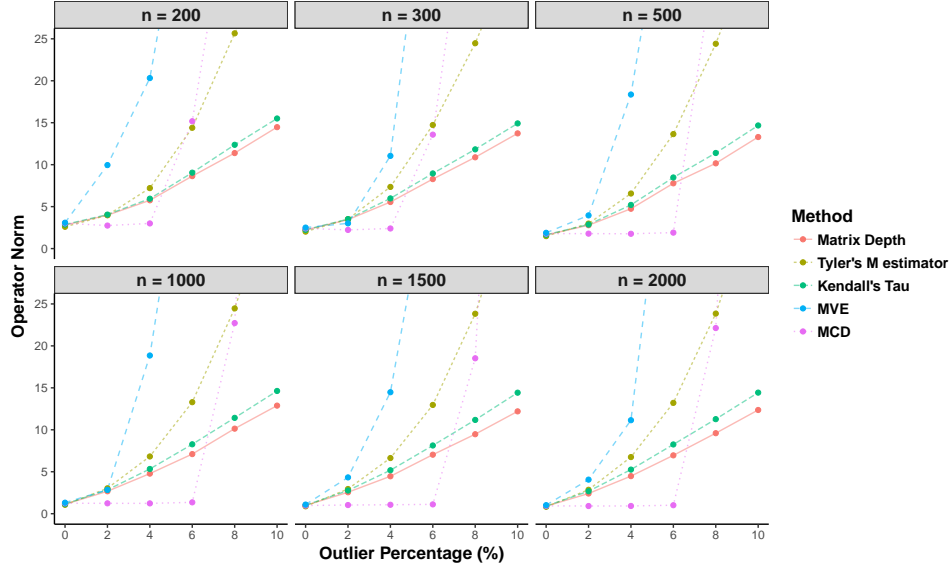 n = 200
n = 300
n = 500
25
20
15
10
5
0
n = 1000
n = 1500
n = 2000
25
20
15
10
5
0
0 2 4 6 8 10
0 2 4 6 8 10
0 2 4 6 8 10
Outlier Percentage (%)
Operator Norm
Method
Matrix Depth
Tyler's M estimator
Kendall's Tau
MVE
MCD